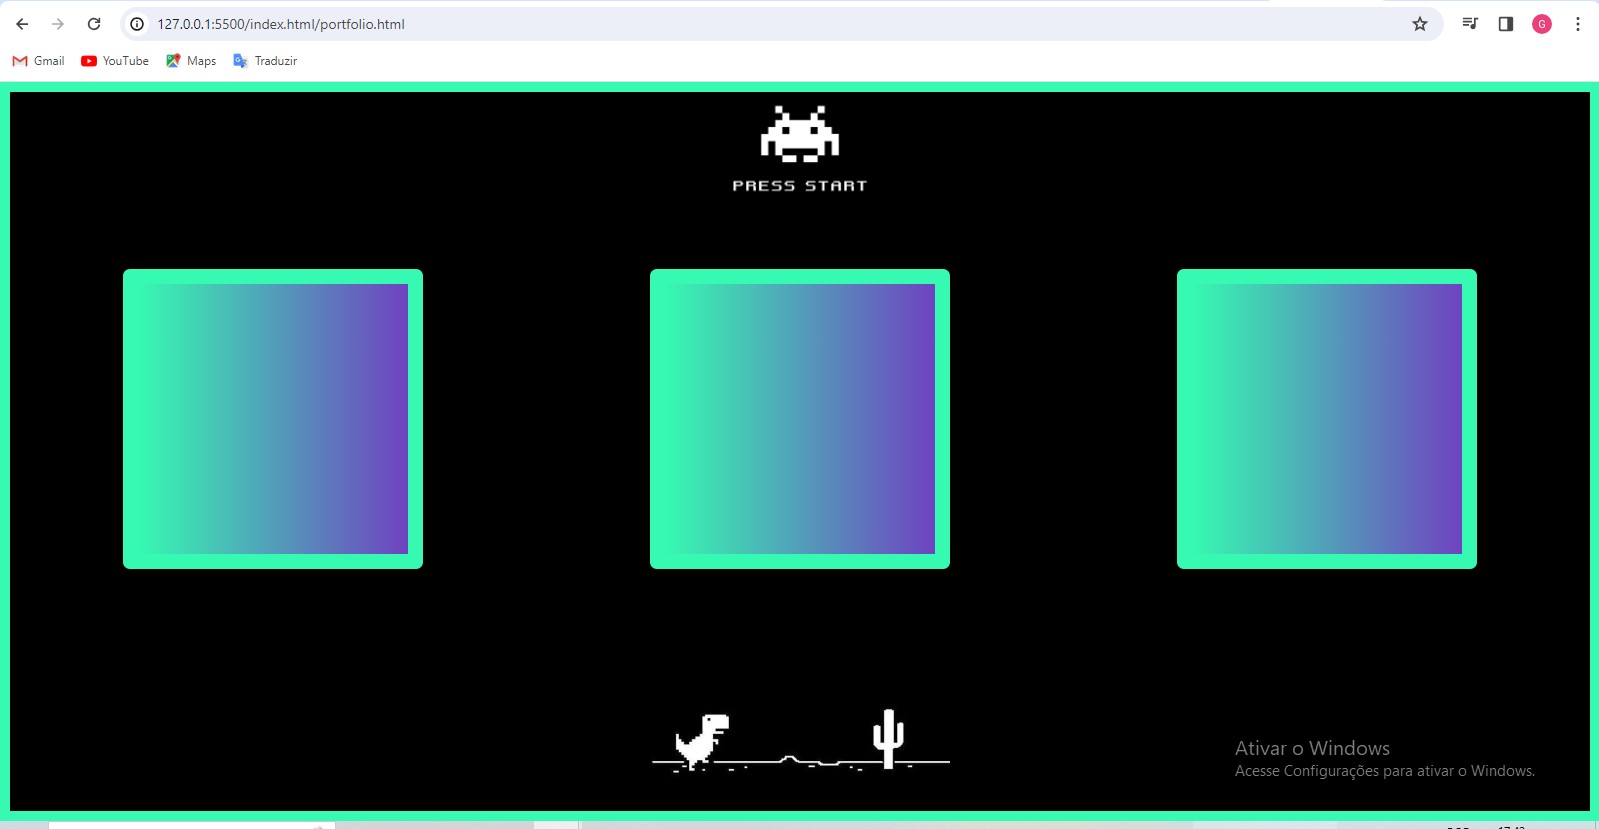 127.0.0.1:5500/index.html/portfolio.html
G
Gmail YouTube Maps Traduzir
PRESS START
Ativar o Windows
Acesse Configurações para ativar o Windows.